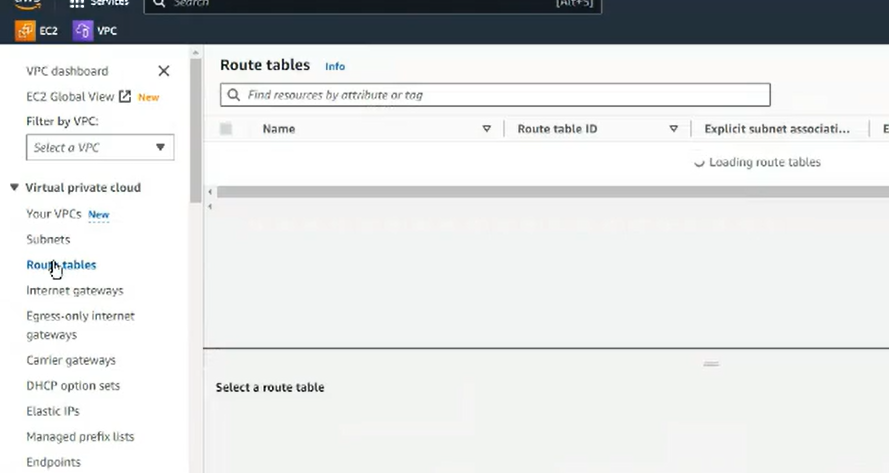 Services
Search
[Alt+S]
EC2
VPC
VPC dashboard
EC2 Global View
New
Filter by VPC:
Select a VPC
Virtual private cloud
Your VPCs
New
Subnets
Route tables
Internet gateways
Egress-only internet
gateways
Carrier gateways
DHCP option sets
Elastic IPs
Managed prefix lists
Endpoints
Route tables
Info
Find resources by attribute or tag
Name
Route table ID
Explicit subnet associati...
E
Loading route tables
Select a route table